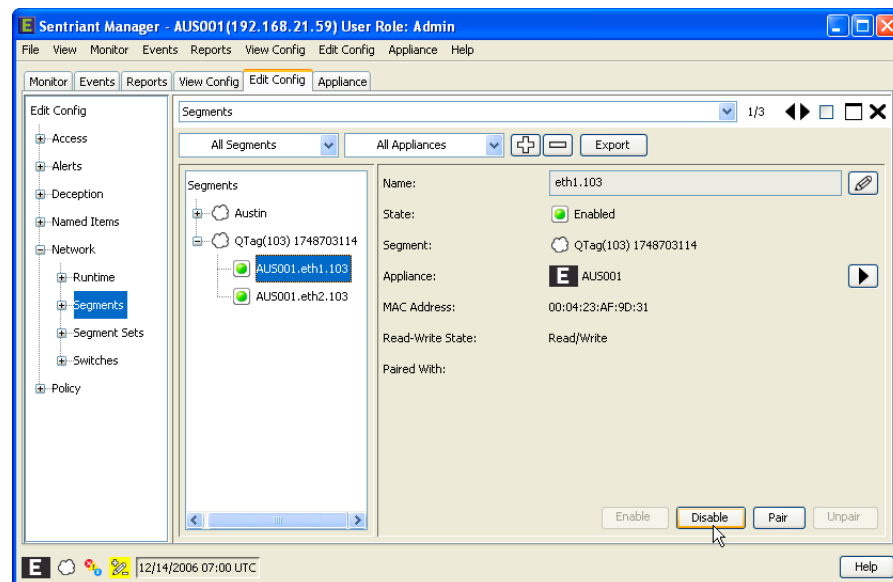 Sentriant Manager - AUS001(192.168.21.59) User Role: Admin
File View Monitor Events Reports View Config Edit Config Appliance Help
Monitor Events Reports View Config Edit Config Appliance
Edit Config
Access
Alerts
Deception
Named Items
Network
Runtime
Segments
Segment Sets
Switches
Policy
Segments
1/3
All Segments
All Appliances
Export
Segments
Austin
QTag(103) 1748703114
AUS001.eth1.103
AUS001.eth2.103
Name: eth1.103
State: Enabled
Segment: QTag(103) 1748703114
Appliance: E AUS001
MAC Address: 00:04:23:AF:9D:31
Read-Write State: Read/Write
Paired With:
Enable Disable Pair Unpair
E 12/14/2006 07:00 UTC Help